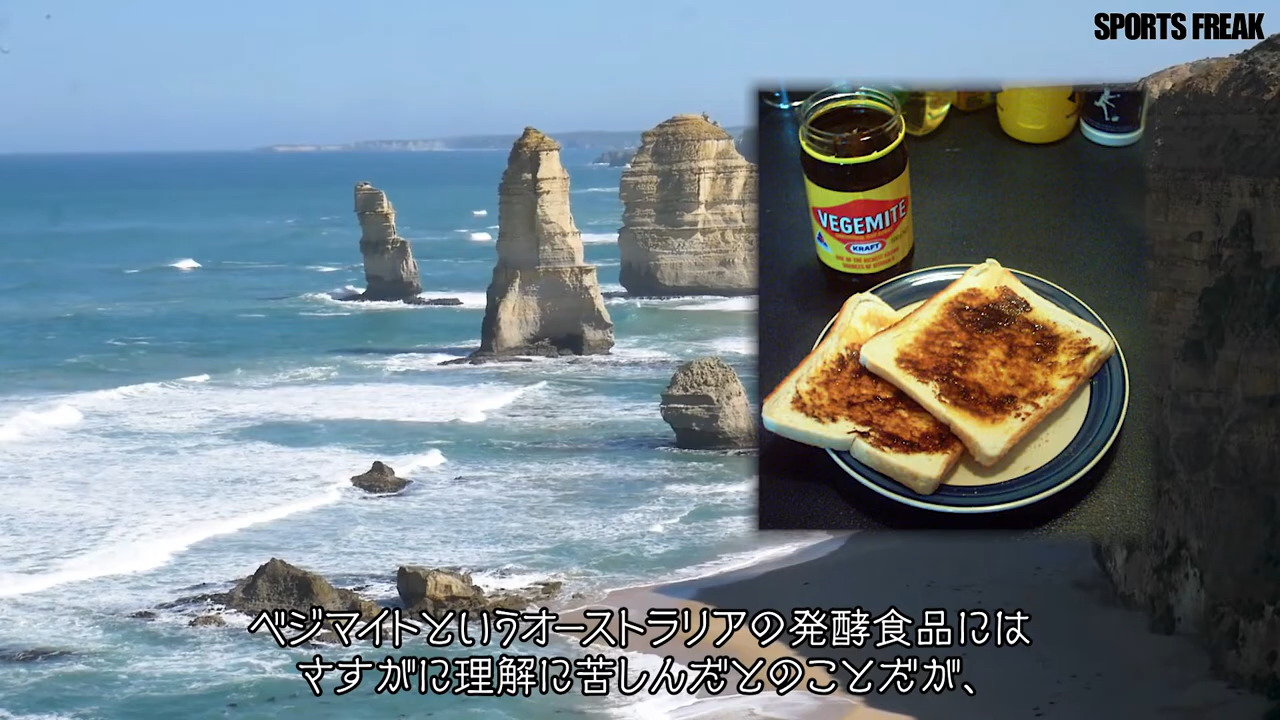 SPORTS FREAK
VEGEMITE
KRAFT
ベジマイトというオーストラリアの発酵食品には
さすがに理解に苦しんだとのことだが、